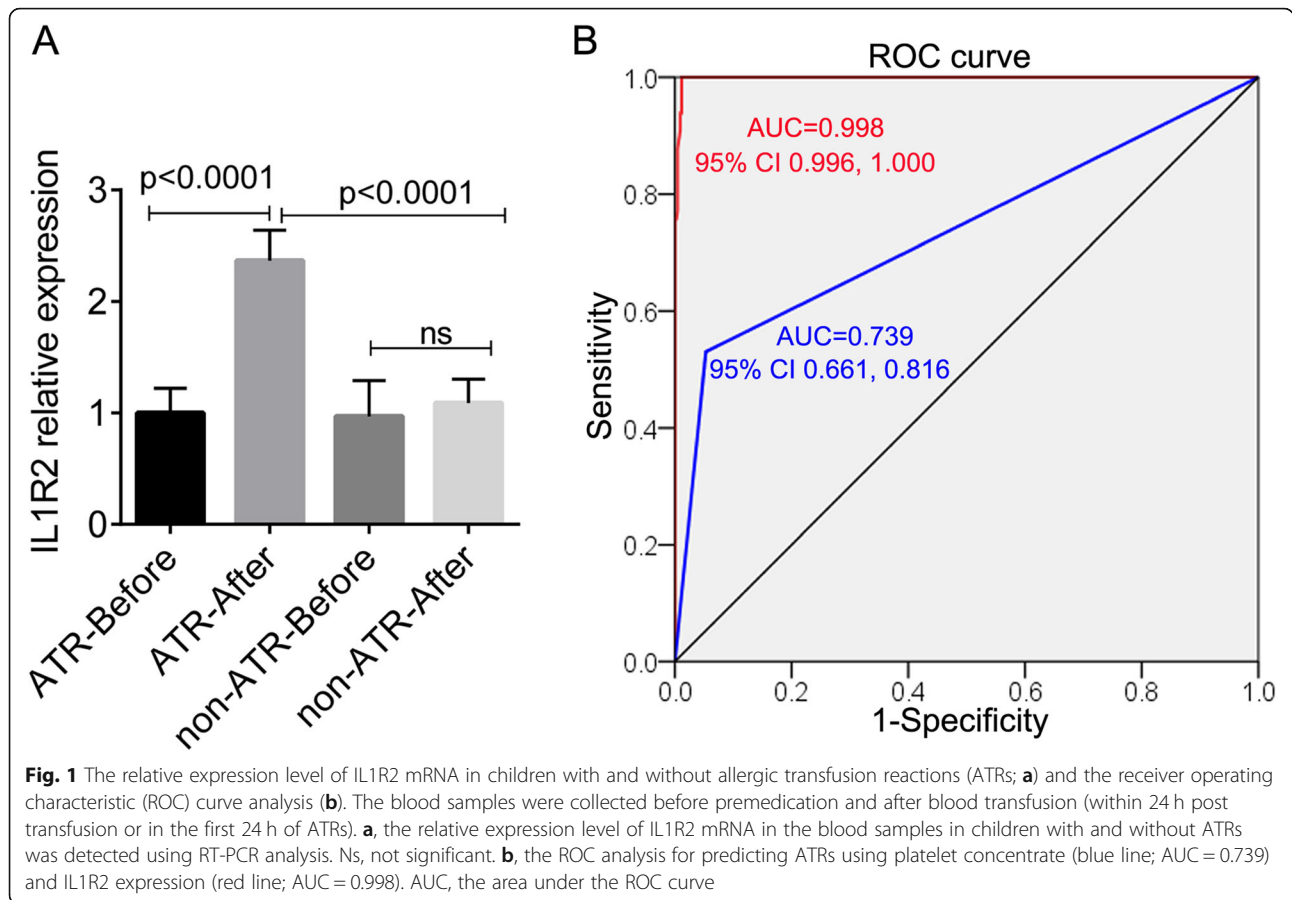 A
p<0.0001
p<0.0001
ns
IL1R2 relative expression
3
2
1
0
ATR-Before
ATR-After
non-ATR-Before
non-ATR-After
B
ROC curve
AUC=0.998
95% CI 0.996, 1.000
AUC=0.739
95% CI 0.661, 0.816
Sensitivity
1.0
0.8
0.6
0.4
0.2
0.0
0.0
0.2
0.4
0.6
0.8
1.0
1-Specificity
Fig. 1 The relative expression level of IL1R2 mRNA in children with and without allergic transfusion reactions (ATRs; a) and the receiver operating
characteristic (ROC) curve analysis (b). The blood samples were collected before premedication and after blood transfusion (within 24 h post
transfusion or in the first 24 h of ATRs). a, the relative expression level of IL1R2 mRNA in the blood samples in children with and without ATRs
was detected using RT-PCR analysis. Ns, not significant. b, the ROC analysis for predicting ATRs using platelet concentrate (blue line; AUC = 0.739)
and IL1R2 expression (red line; AUC = 0.998). AUC, the area under the ROC curve